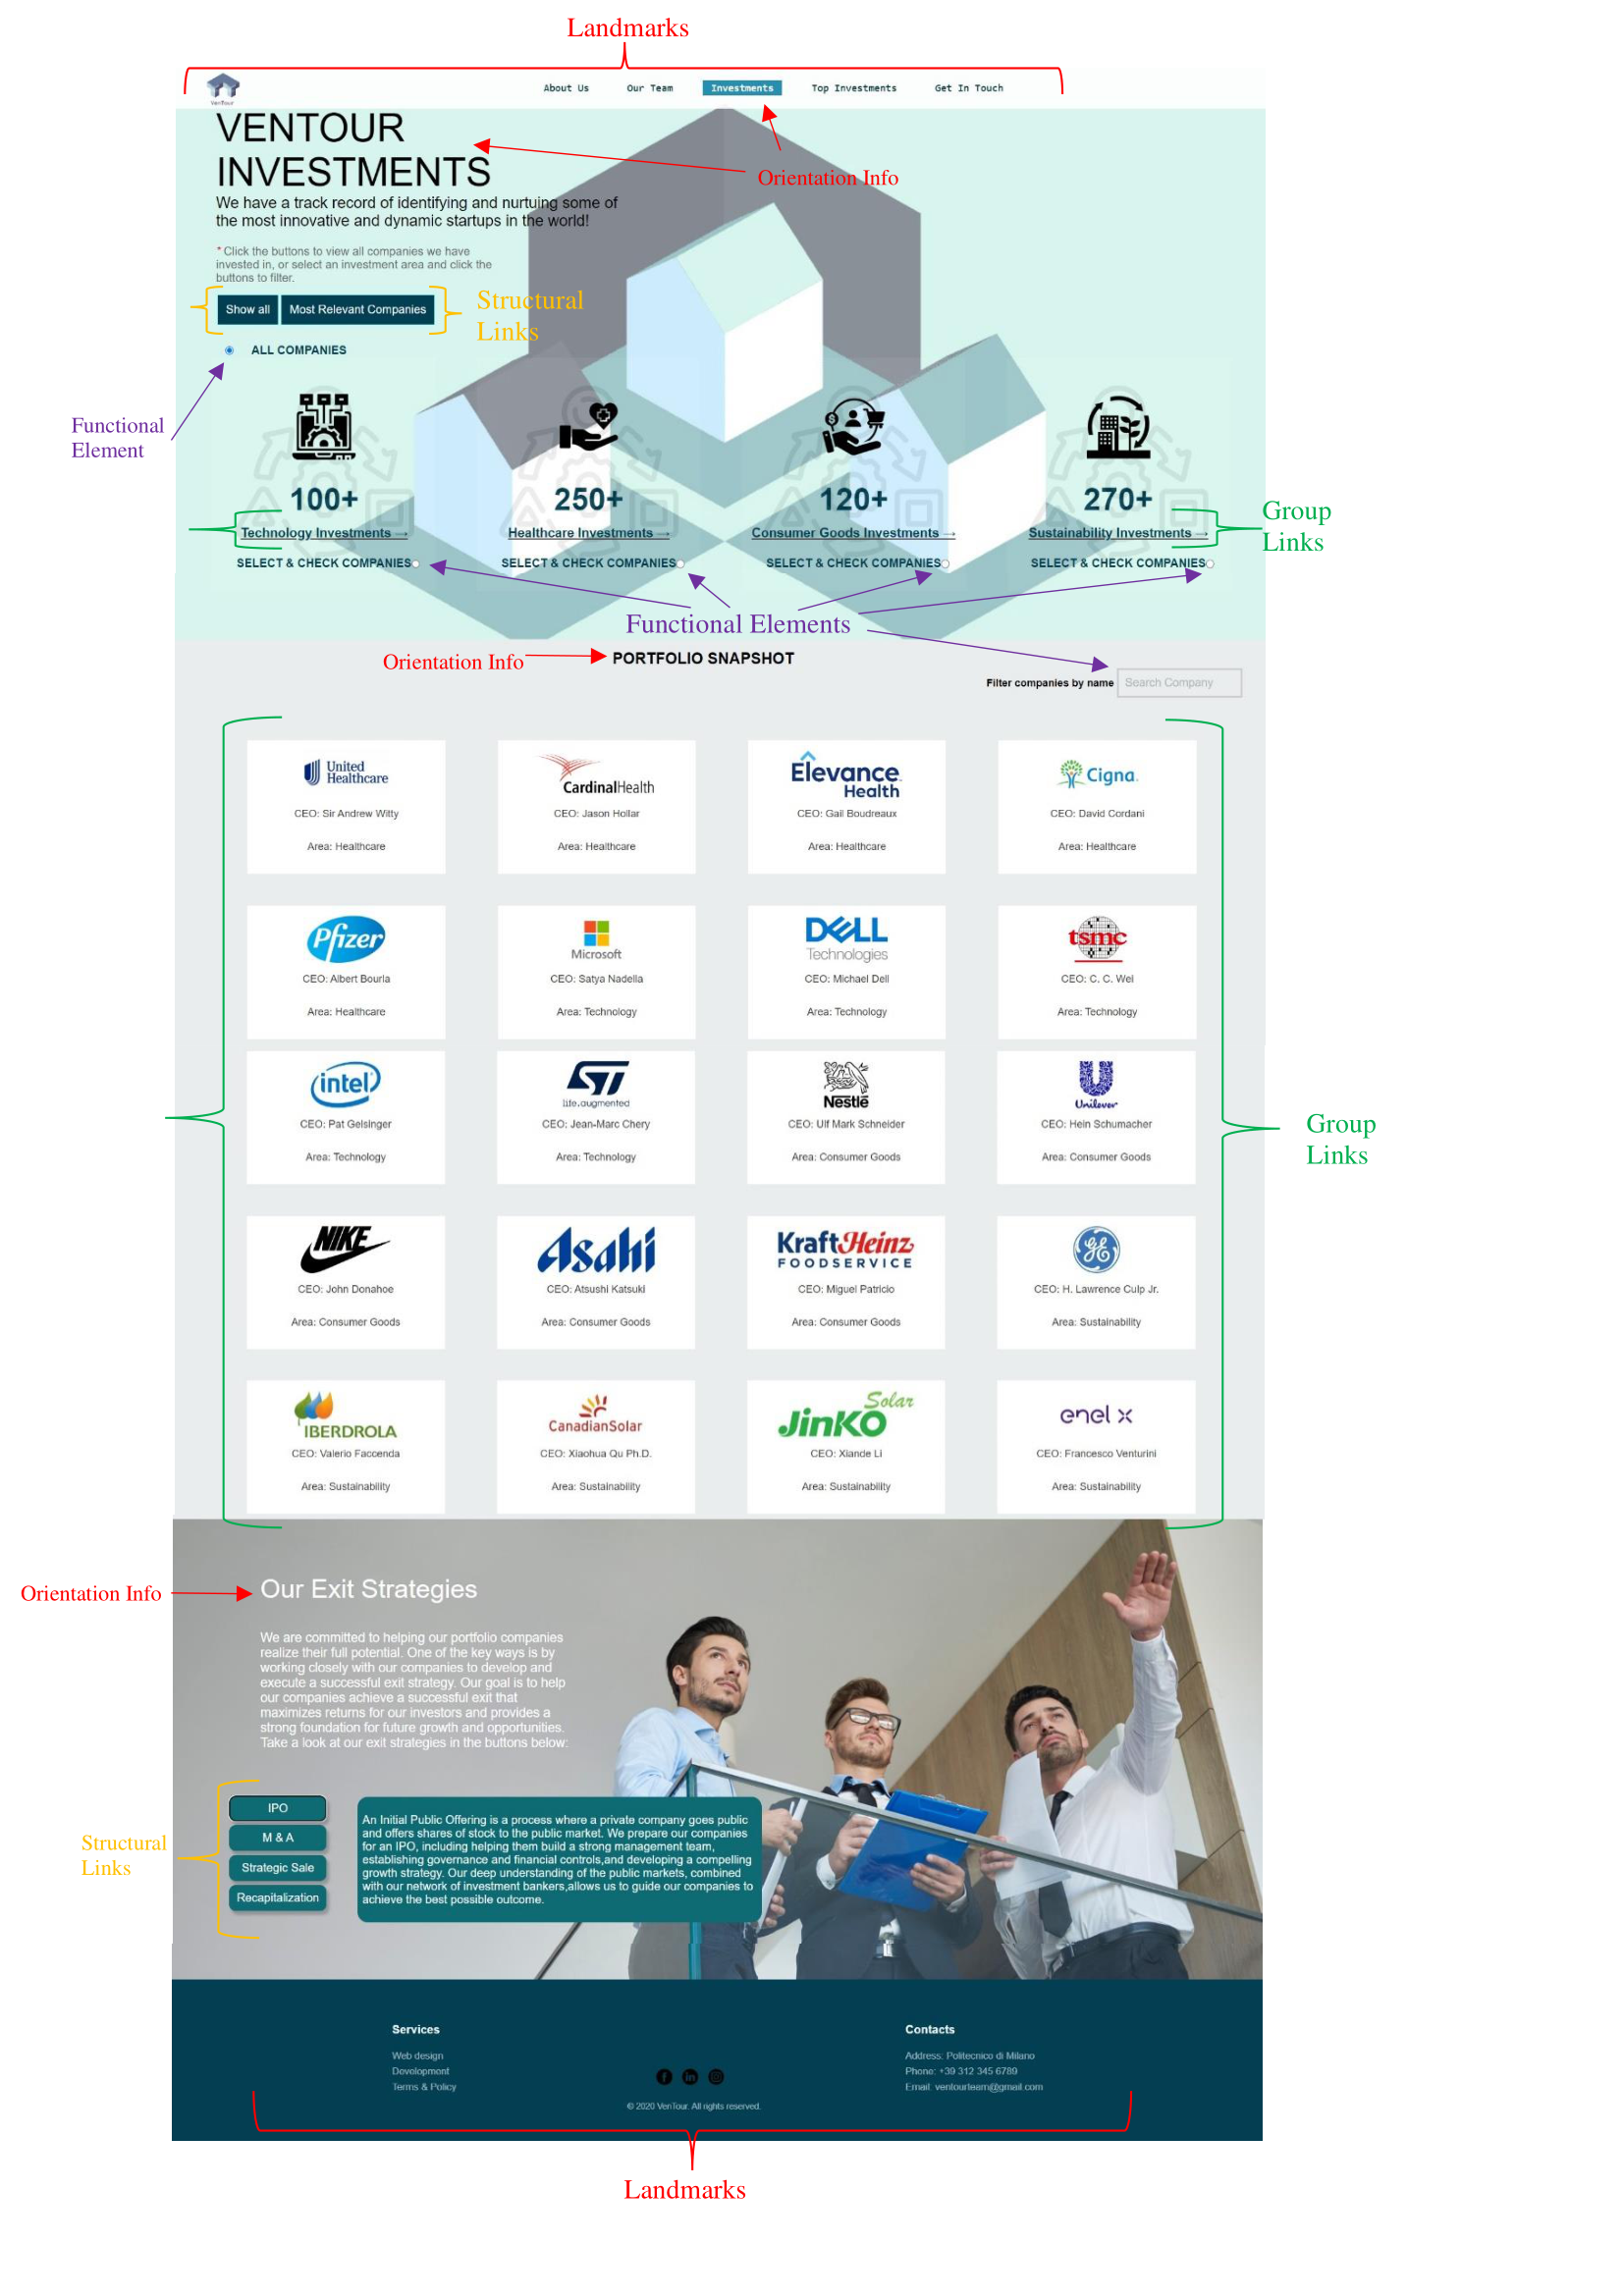 Landmarks
VenTour
About Us
Our Team
Investments
Top Investments
Get In Touch
VENTOUR
INVESTMENTS
Orientation Info
We have a track record of identifying and nurtuing some of
the most innovative and dynamic startups in the world!
* Click the buttons to view all companies we have
invested in, or select an investment area and click the
buttons to filter.
Show all
Most Relevant Companies
Structural
Links
ALL COMPANIES
Functional
Element
100+
250+
120+
270+
Technology Investments →
Healthcare Investments →
Consumer Goods Investments →
Sustainability Investments →
Group
Links
SELECT & CHECK COMPANIES
SELECT & CHECK COMPANIES
SELECT & CHECK COMPANIES
SELECT & CHECK COMPANIES
Functional Elements
Orientation Info
PORTFOLIO SNAPSHOT
Filter companies by name
Search Company
United
Healthcare
CEO: Sir Andrew Witty
Area: Healthcare
CardinalHealth
CEO: Jason Hollar
Area: Healthcare
Elevance
Health
CEO: Gail Boudreaux
Area: Healthcare
Cigna.
CEO: David Cordani
Area: Healthcare
Pfizer
CEO: Albert Bourla
Area: Healthcare
Microsoft
CEO: Satya Nadella
Area: Technology
DELL
Technologies
CEO: Michael Dell
Area: Technology
tsmc
CEO: C. C. Wei
Area: Technology
intel
CEO: Pat Gelsinger
Area: Technology
ST
life.augmented
CEO: Jean-Marc Chery
Area: Technology
Nestlé
CEO: Ulf Mark Schneider
Area: Consumer Goods
Unilever
CEO: Hein Schumacher
Area: Consumer Goods
Group
Links
NIKE
CEO: John Donahoe
Area: Consumer Goods
Asahi
CEO: Atsushi Katsuki
Area: Consumer Goods
KraftHeinz
FOODSERVICE
CEO: Miguel Patricio
Area: Consumer Goods
GE
CEO: H. Lawrence Culp Jr.
Area: Sustainability
IBERDROLA
CEO: Valerio Faccenda
Area: Sustainability
CanadianSolar
CEO: Xiaohua Qu Ph.D.
Area: Sustainability
JinKO Solar
CEO: Xiande Li
Area: Sustainability
enel x
CEO: Francesco Venturini
Area: Sustainability
Orientation Info
Our Exit Strategies
We are committed to helping our portfolio companies
realize their full potential. One of the key ways is by
working closely with our companies to develop and
execute a successful exit strategy. Our goal is to help
our companies achieve a successful exit that
maximizes returns for our investors and provides a
strong foundation for future growth and opportunities.
Take a look at our exit strategies in the buttons below:
Structural
Links
IPO
M & A
Strategic Sale
Recapitalization
An Initial Public Offering is a process where a private company goes public
and offers shares of stock to the public market. We prepare our companies
for an IPO, including helping them build a strong management team,
establishing governance and financial controls,and developing a compelling
growth strategy. Our deep understanding of the public markets, combined
with our network of investment bankers,allows us to guide our companies to
achieve the best possible outcome.
Services
Web design
Development
Terms & Policy
f
in
© 2020 VenTour. All rights reserved.
Contacts
Address: Politecnico di Milano
Phone: +39 312 345 6789
Email: ventourteam@gmail.com
Landmarks